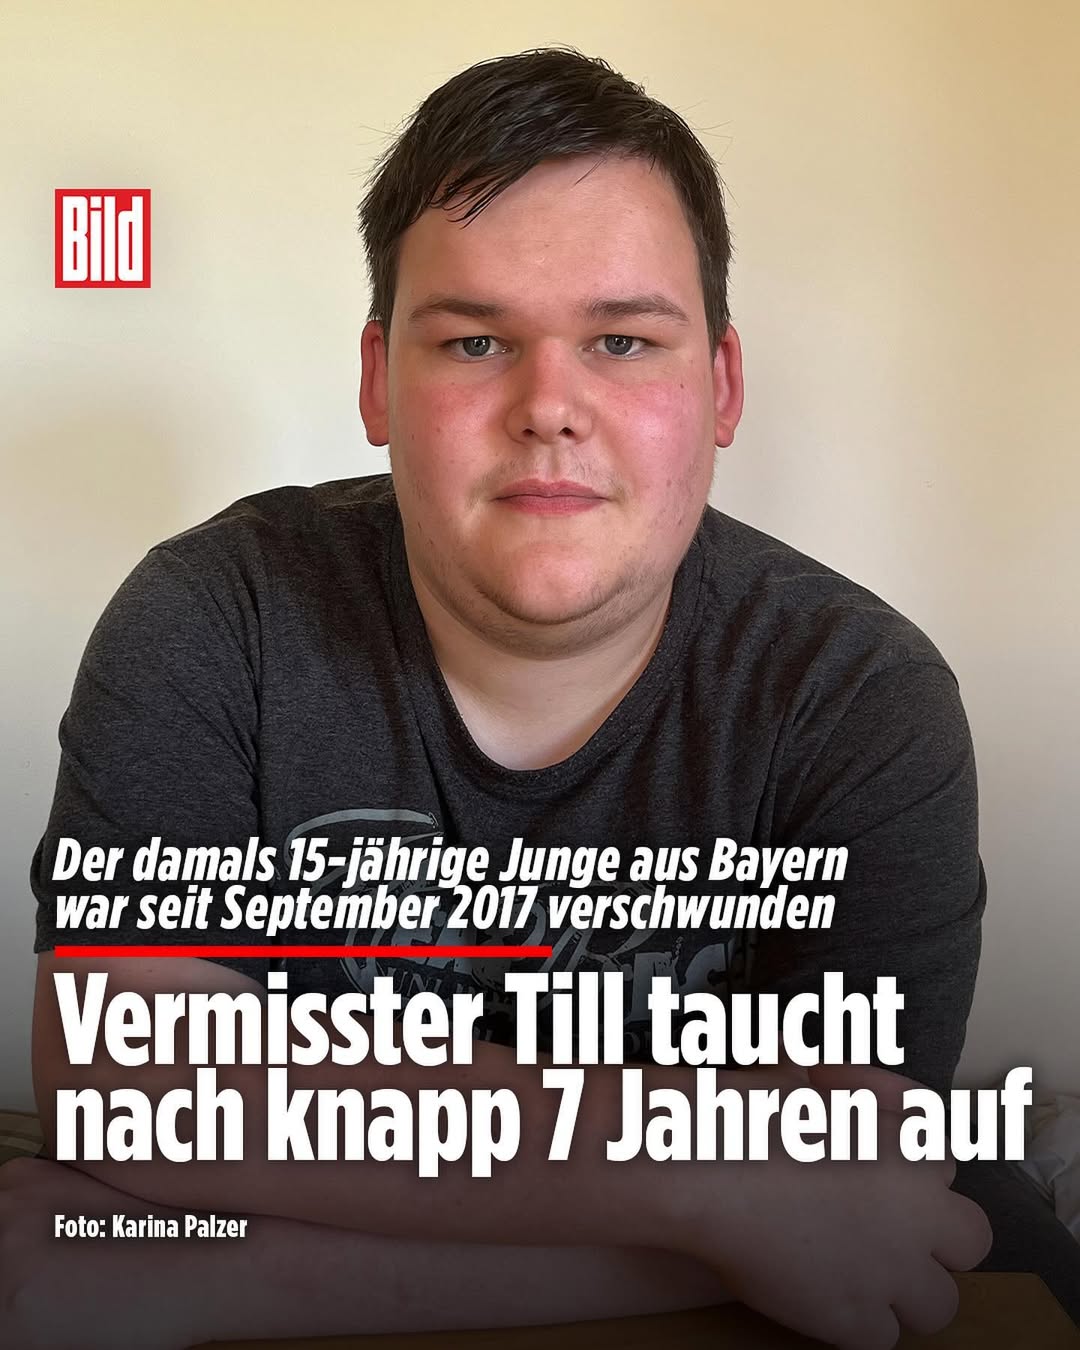 Bild
Der damals 15-jährige Junge aus Bayern
war seit September 2017 verschwunden
Vermisster Till taucht
nach knapp 7 Jahren auf
Foto: Karina Palzer